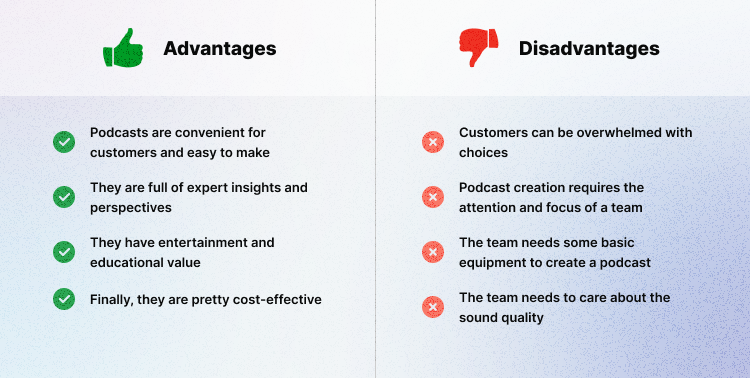 Advantages
Podcasts are convenient for
customers and easy to make
They are full of expert insights and
perspectives
They have entertainment and
educational value
Finally, they are pretty cost-effective
Disadvantages
Customers can be overwhelmed with
choices
Podcast creation requires the
attention and focus of a team
The team needs some basic
equipment to create a podcast
The team needs to care about the
sound quality